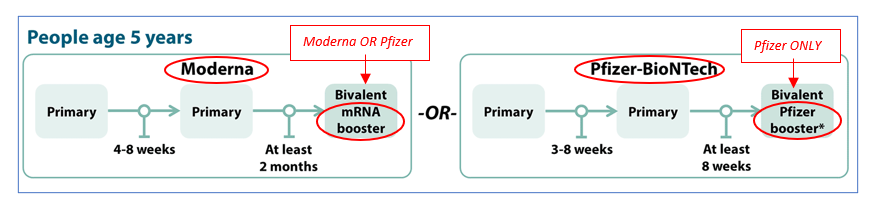 People age 5 years
Moderna OR Pfizer
Moderna
Primary
Primary
Bivalent
mRNA
booster
4-8 weeks
At least
2 months
-OR-
Pfizer ONLY
Pfizer-BioNTech
Primary
Primary
Bivalent
Pfizer
booster*
3-8 weeks
At least
8 weeks